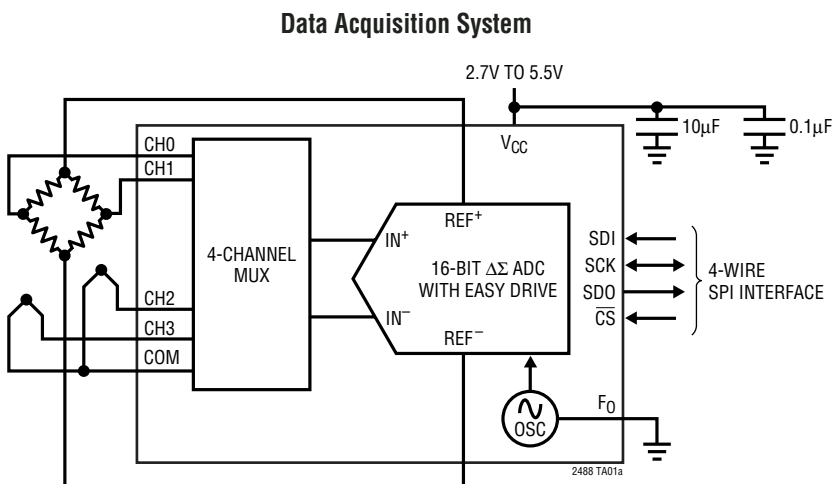 Data Acquisition System
2.7V TO 5.5V
10µF
0.1µF
VCC
CH0
CH1
CH2
CH3
COM
4-CHANNEL
MUX
IN+
IN−
REF+
16-BIT ΔΣ ADC
WITH EASY DRIVE
REF−
SDI
SCK
SDO
CS
4-WIRE
SPI INTERFACE
FO
OSC
2488 TA01a